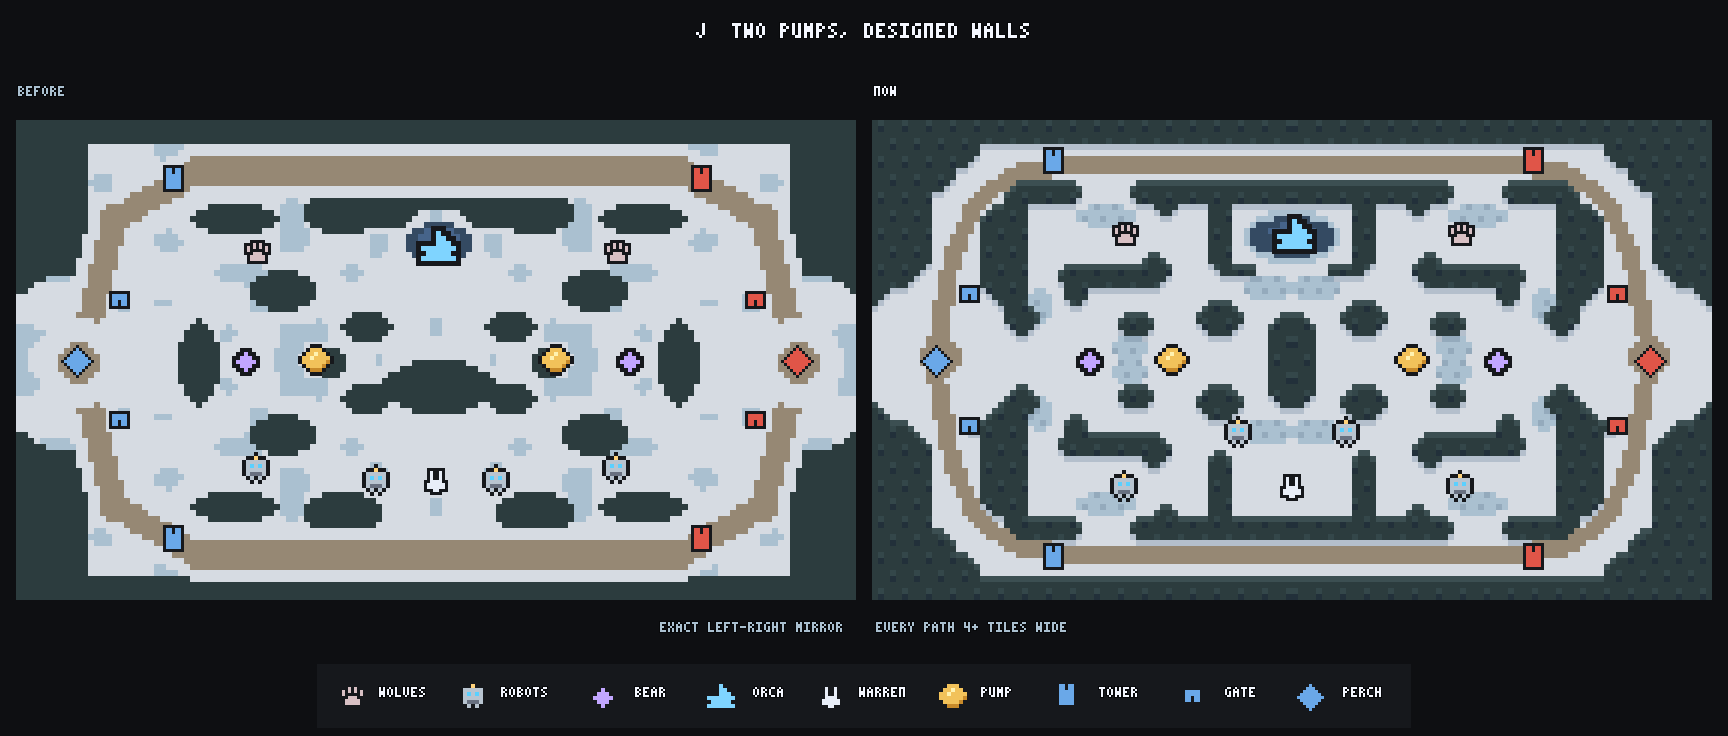 J TWO PUMPS, DESIGNED WALLS
BEFORE
NOW
EXACT LEFT-RIGHT MIRROR
EVERY PATH 4+ TILES WIDE
WOLVES ROBOTS BEAR ORCA WARREN PUMP TOWER GATE PERCH